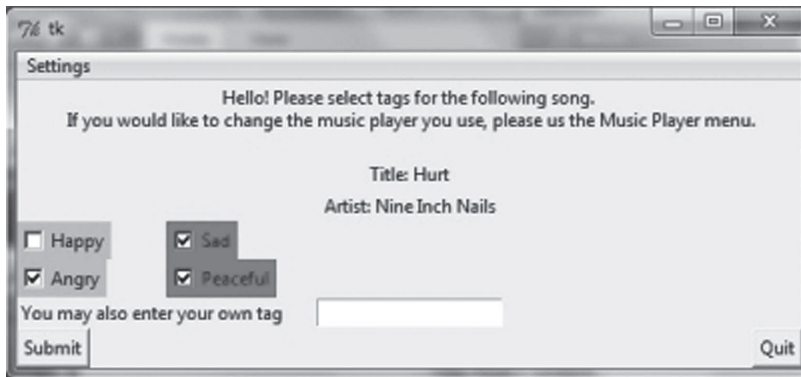 tk
Settings
Hello! Please select tags for the following song.
If you would like to change the music player you use, please us the Music Player menu.
Title: Hurt
Artist: Nine Inch Nails
Happy Sad
Angry Peaceful
You may also enter your own tag
Submit Quit